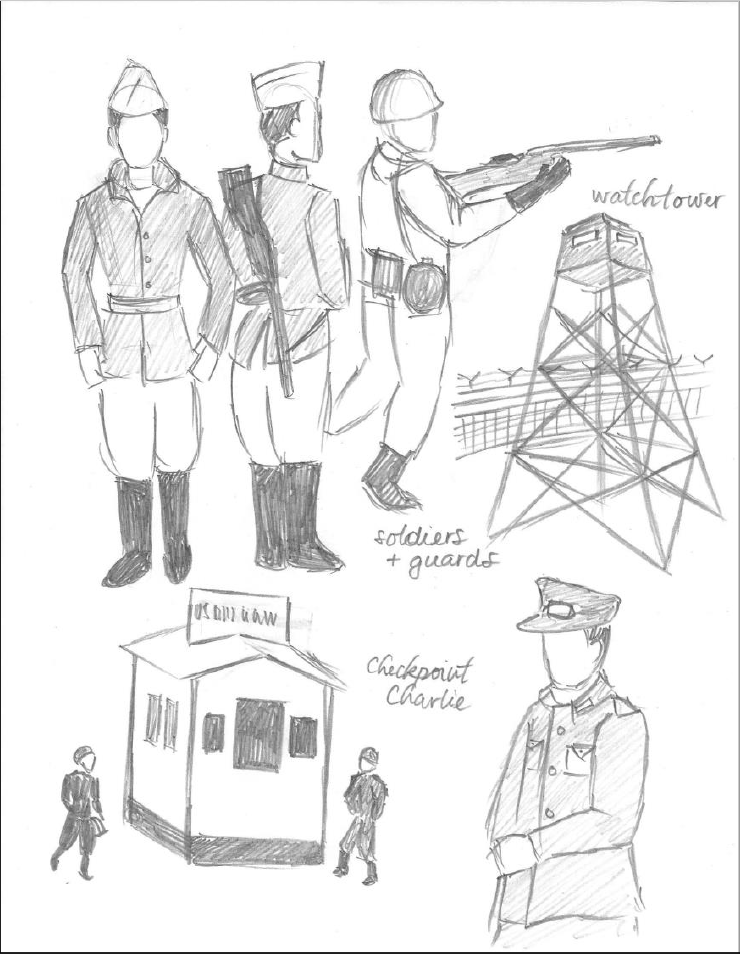 watchtower
soldiers
+ guards
Checkpoint
Charlie